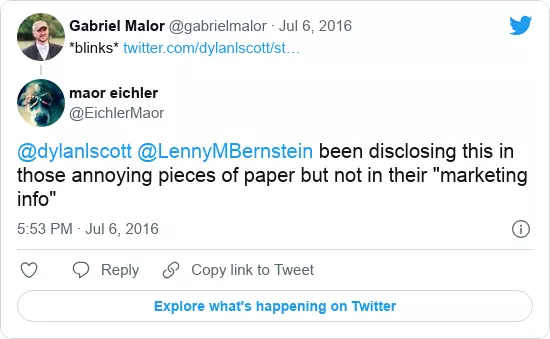 Gabriel Malor @gabrielmalor · Jul 6, 2016
*blinks* twitter.com/dylanlscott/st…
maor eichler
@EichlerMaor
@dylanlscott @LennyMBernstein been disclosing this in
those annoying pieces of paper but not in their "marketing
info"
5:53 PM · Jul 6, 2016
Reply Copy link to Tweet
Explore what's happening on Twitter